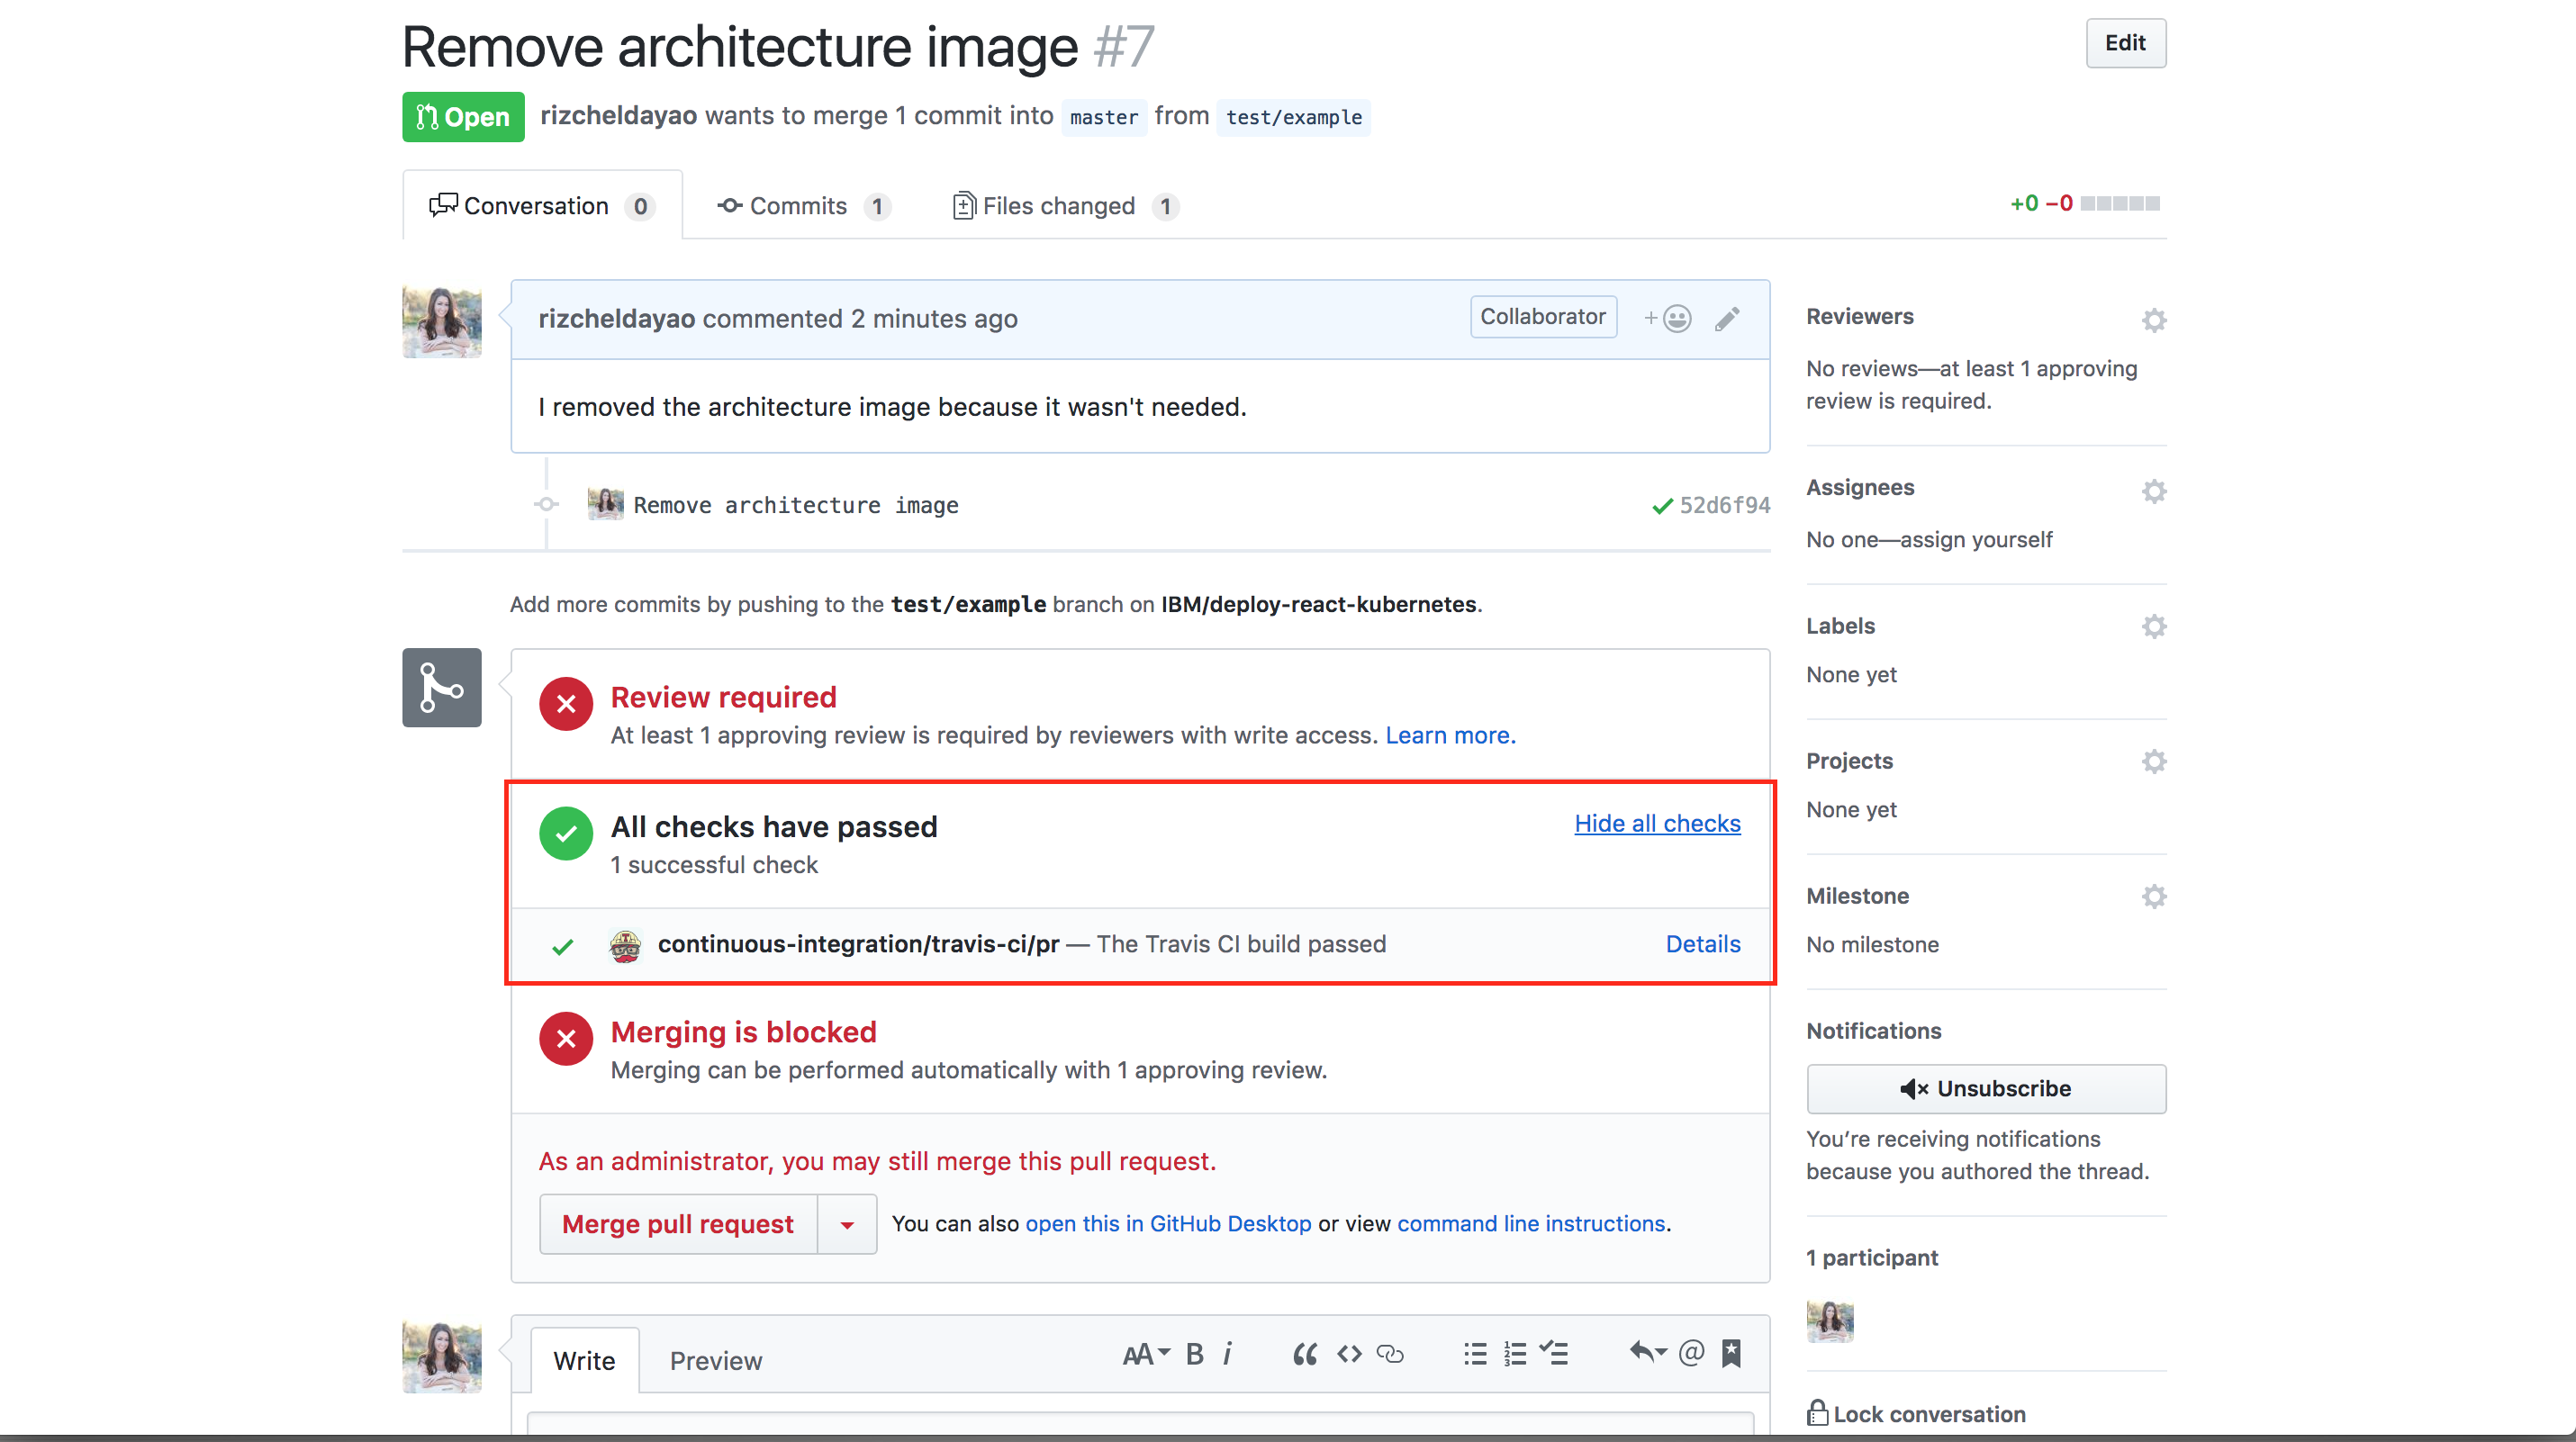 Remove architecture image #7
Edit
Open rizcheldayao wants to merge 1 commit into master from test/example
Conversation 0 Commits 1 Files changed 1 +0 −0
rizcheldayao commented 2 minutes ago Collaborator
I removed the architecture image because it wasn't needed.
Remove architecture image 52d6f94
Add more commits by pushing to the test/example branch on IBM/deploy-react-kubernetes.
Review required
At least 1 approving review is required by reviewers with write access. Learn more.
All checks have passed Hide all checks
1 successful check
continuous-integration/travis-ci/pr — The Travis CI build passed Details
Merging is blocked
Merging can be performed automatically with 1 approving review.
As an administrator, you may still merge this pull request.
Merge pull request You can also open this in GitHub Desktop or view command line instructions.
Write Preview AA B i
Reviewers
No reviews—at least 1 approving
review is required.
Assignees
No one—assign yourself
Labels
None yet
Projects
None yet
Milestone
No milestone
Notifications
Unsubscribe
You’re receiving notifications
because you authored the thread.
1 participant
Lock conversation